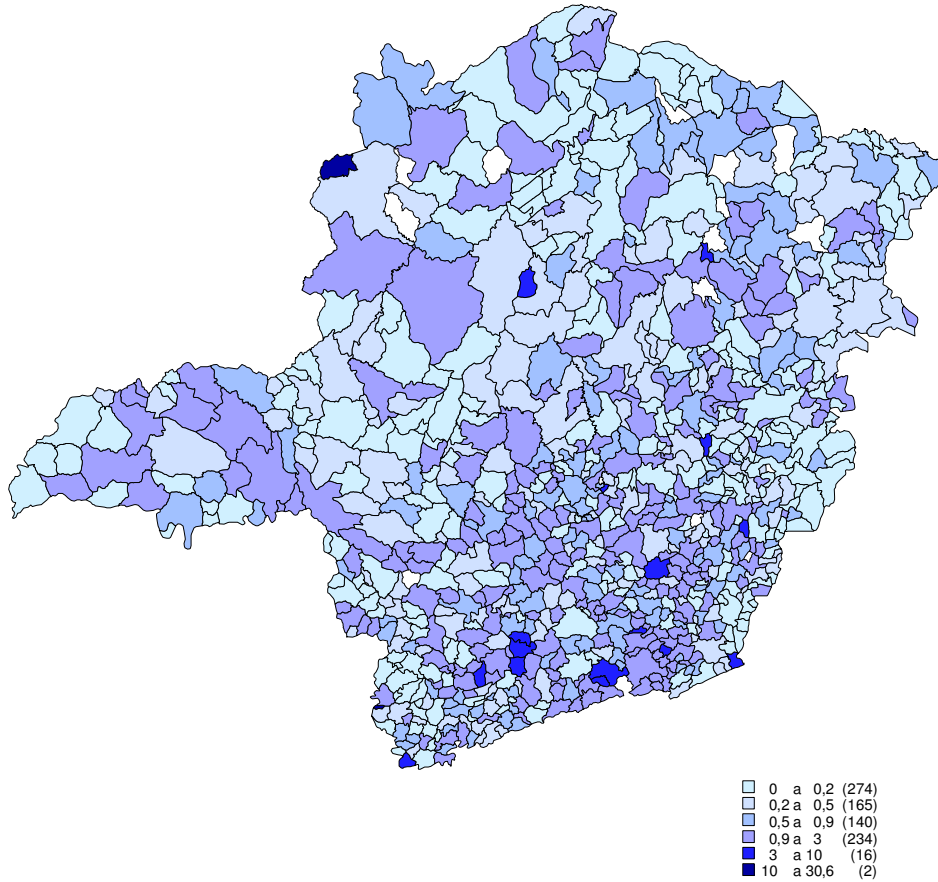 0 a 0,2 (274)
0,2 a 0,5 (165)
0,5 a 0,9 (140)
0,9 a 3 (234)
3 a 10 (16)
10 a 30,6 (2)